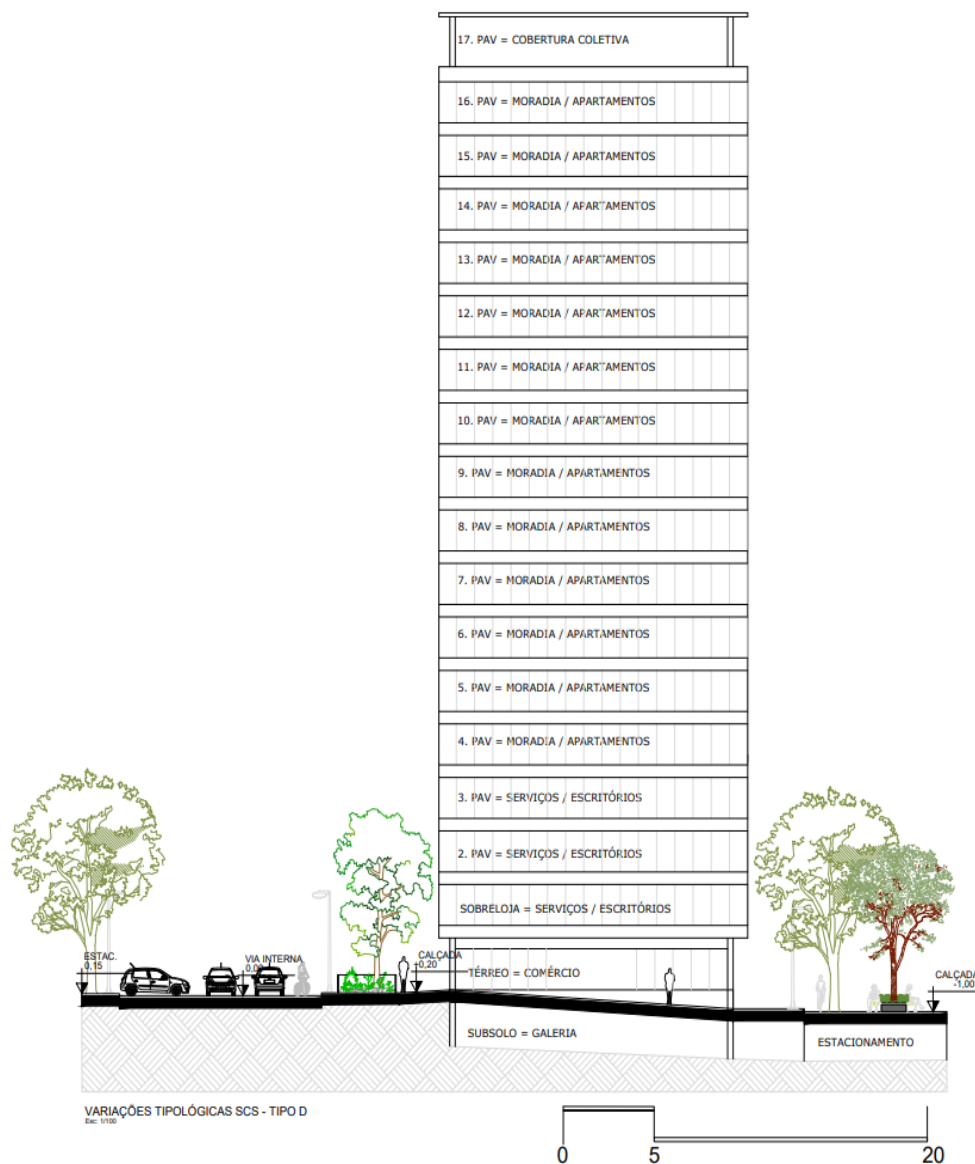 17. PAV = COBERTURA COLETIVA
16. PAV = MORADIA / APARTAMENTOS
15. PAV = MORADIA / APARTAMENTOS
14. PAV = MORADIA / APARTAMENTOS
13. PAV = MORADIA / APARTAMENTOS
12. PAV = MORADIA / APARTAMENTOS
11. PAV = MORADIA / APARTAMENTOS
10. PAV = MORADIA / APARTAMENTOS
9. PAV = MORADIA / APARTAMENTOS
8. PAV = MORADIA / APARTAMENTOS
7. PAV = MORADIA / APARTAMENTOS
6. PAV = MORADIA / APARTAMENTOS
5. PAV = MORADIA / APARTAMENTOS
4. PAV = MORADIA / APARTAMENTOS
3. PAV = SERVIÇOS / ESCRITÓRIOS
2. PAV = SERVIÇOS / ESCRITÓRIOS
SOBRELOJA = SERVIÇOS / ESCRITÓRIOS
ESTAC.
0,15
VIA INTERNA
0,00
CALÇADA
0,20
TÉRREO = COMÉRCIO
CALÇADA
-1,00
SUBSOLO = GALERIA
ESTACIONAMENTO
VARIAÇÕES TIPOLÓGICAS SCS - TIPO D
Esc: 1/100
0 5 20